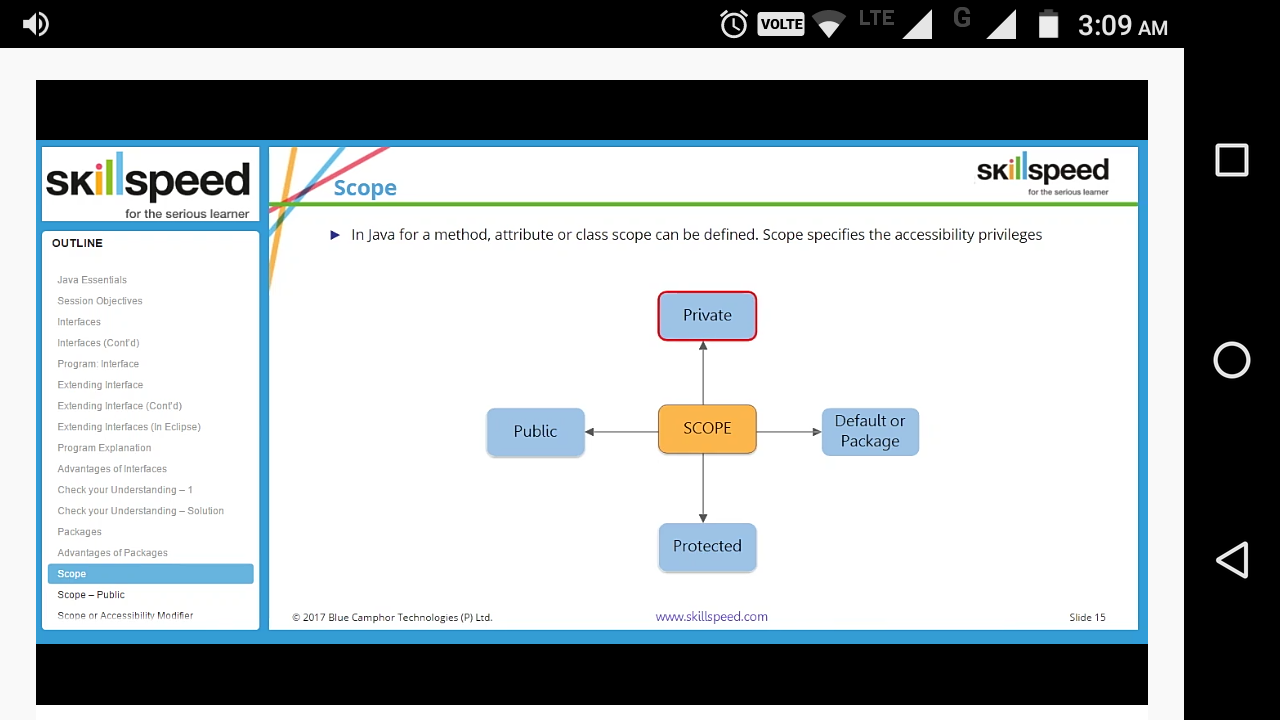 VOLTE LTE G 3:09 AM
skillspeed
for the serious learner
OUTLINE
Java Essentials
Session Objectives
Interfaces
Interfaces (Cont'd)
Program: Interface
Extending Interface
Extending Interface (Cont'd)
Extending Interfaces (In Eclipse)
Program Explanation
Advantages of Interfaces
Check your Understanding – 1
Check your Understanding – Solution
Packages
Advantages of Packages
Scope
Scope – Public
Scope or Accessibility Modifier
Scope
skillspeed
for the serious learner
► In Java for a method, attribute or class scope can be defined. Scope specifies the accessibility privileges
Private
Public
SCOPE
Default or
Package
Protected
© 2017 Blue Camphor Technologies (P) Ltd.
www.skillspeed.com
Slide 15